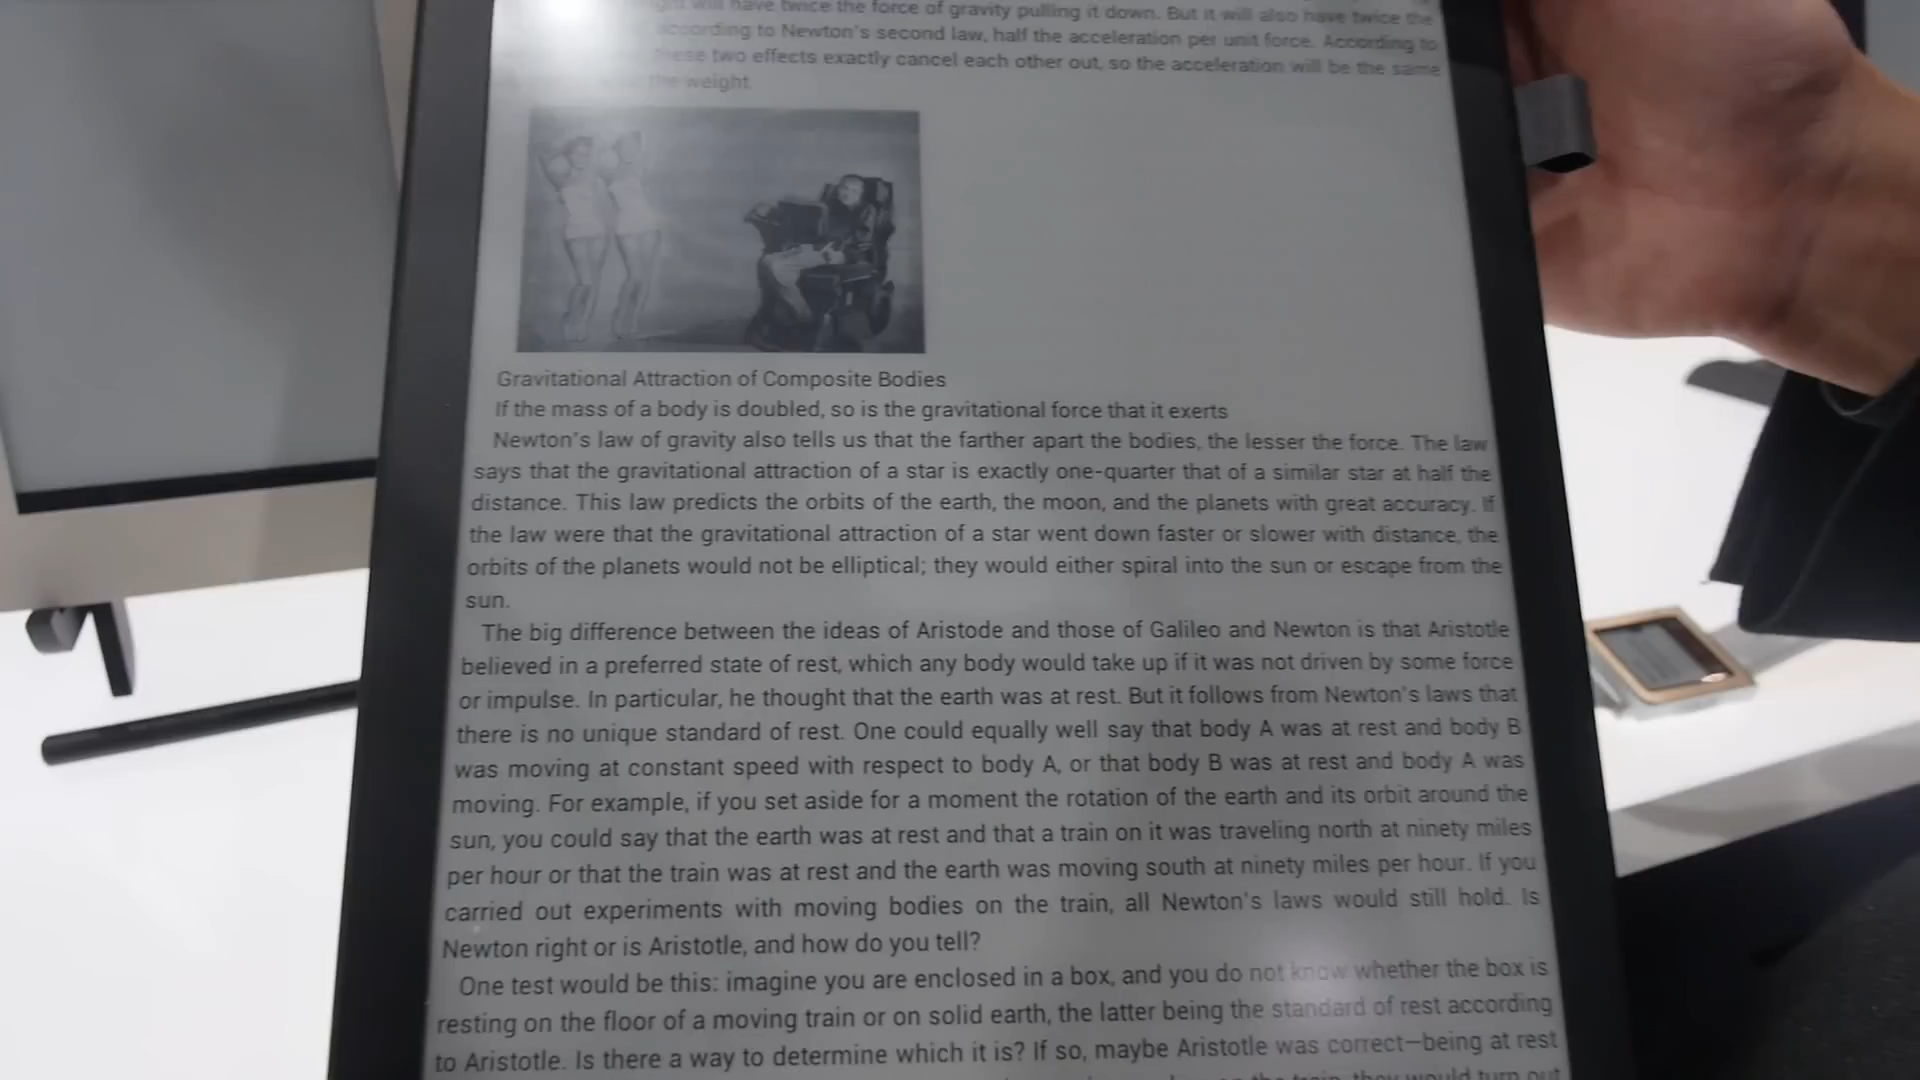 will have twice the force of gravity pulling it down. But it will also have twice the
according to Newton's second law, half the acceleration per unit force. According to
these two effects exactly cancel each other out, so the acceleration will be the same
the weight.
Gravitational Attraction of Composite Bodies
If the mass of a body is doubled, so is the gravitational force that it exerts
Newton's law of gravity also tells us that the farther apart the bodies, the lesser the force. The law
says that the gravitational attraction of a star is exactly one-quarter that of a similar star at half the
distance. This law predicts the orbits of the earth, the moon, and the planets with great accuracy. If
the law were that the gravitational attraction of a star went down faster or slower with distance, the
orbits of the planets would not be elliptical; they would either spiral into the sun or escape from the
sun.
The big difference between the ideas of Aristode and those of Galileo and Newton is that Aristotle
believed in a preferred state of rest, which any body would take up if it was not driven by some force
or impulse. In particular, he thought that the earth was at rest. But it follows from Newton's laws that
there is no unique standard of rest. One could equally well say that body A was at rest and body B
was moving at constant speed with respect to body A, or that body B was at rest and body A was
moving. For example, if you set aside for a moment the rotation of the earth and its orbit around the
sun, you could say that the earth was at rest and that a train on it was traveling north at ninety miles
per hour or that the train was at rest and the earth was moving south at ninety miles per hour. If you
carried out experiments with moving bodies on the train, all Newton's laws would still hold. Is
Newton right or is Aristotle, and how do you tell?
One test would be this: imagine you are enclosed in a box, and you do not know whether the box is
resting on the floor of a moving train or on solid earth, the latter being the standard of rest according
to Aristotle. Is there a way to determine which it is? If so, maybe Aristotle was correct—being at rest
the train, they would turn out